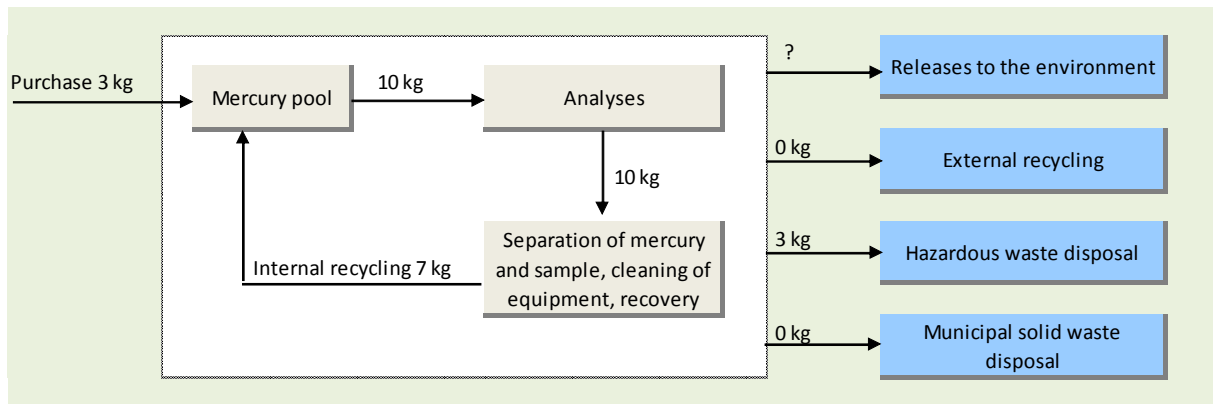 Purchase 3 kg
Mercury pool
10 kg
Analyses
10 kg
Separation of mercury
and sample, cleaning of
equipment, recovery
Internal recycling 7 kg
?
Releases to the environment
0 kg
External recycling
3 kg
Hazardous waste disposal
0 kg
Municipal solid waste
disposal